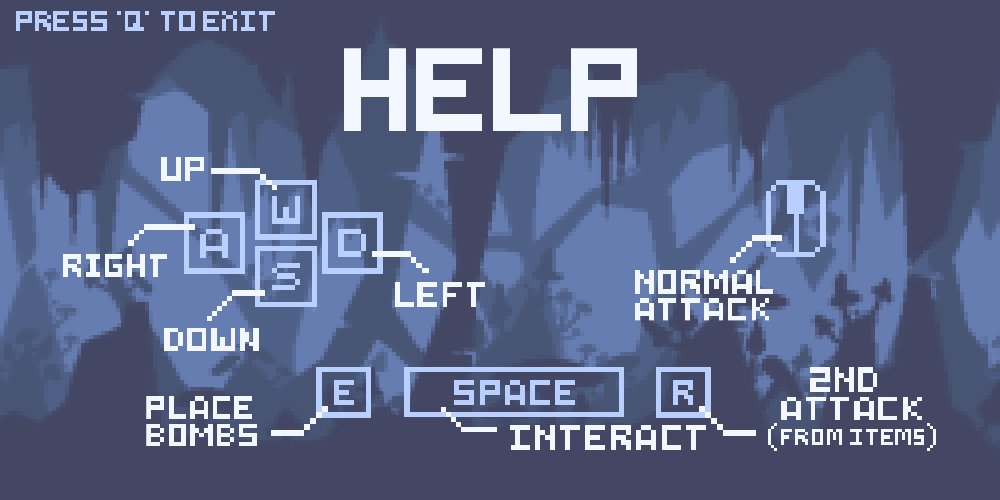 PRESS 'Q' TO EXIT
HELP
UP
W
A
D
RIGHT
S
LEFT
DOWN
NORMAL
ATTACK
E
SPACE
R
PLACE
BOMBS
INTERACT
2ND
ATTACK
(FROM ITEMS)